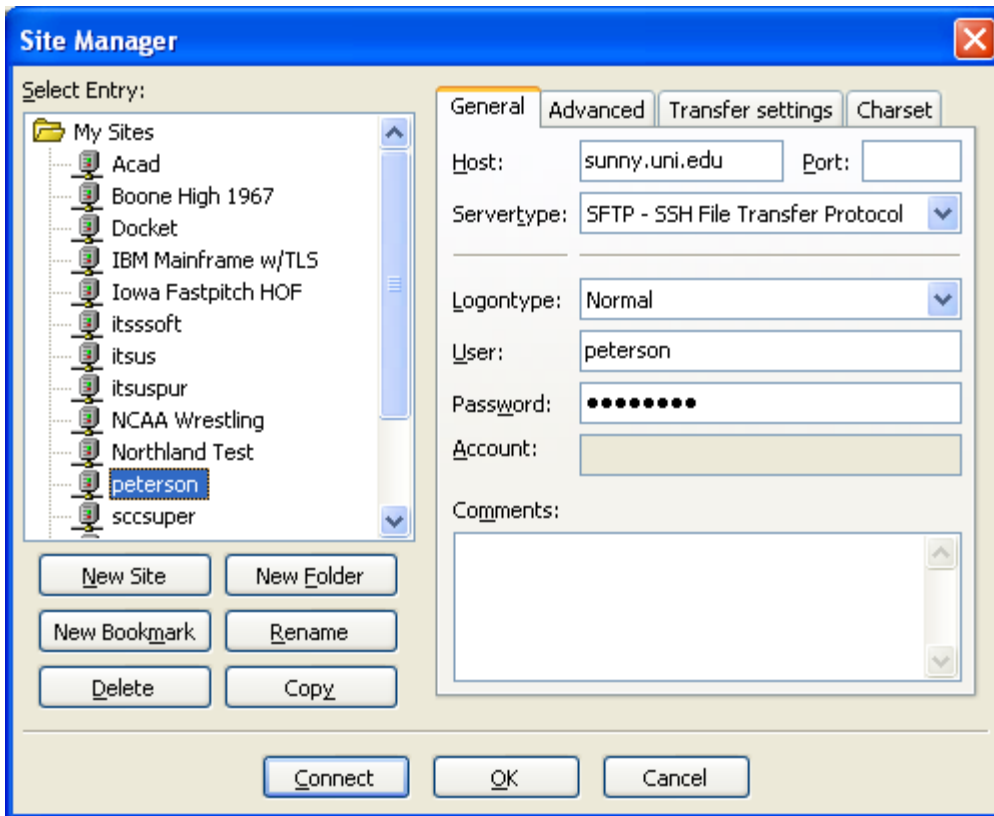 Site Manager
Select Entry:
My Sites
Acad
Boone High 1967
Docket
IBM Mainframe w/TLS
Iowa Fastpitch HOF
itsssoft
itsus
itsuspur
NCAA Wrestling
Northland Test
peterson
sccsuper
New Site New Folder
New Bookmark Rename
Delete Copy
General Advanced Transfer settings Charset
Host: sunny.uni.edu Port:
Servertype: SFTP - SSH File Transfer Protocol
Logontype: Normal
User: peterson
Password: ●●●●●●●●
Account:
Comments:
Connect OK Cancel